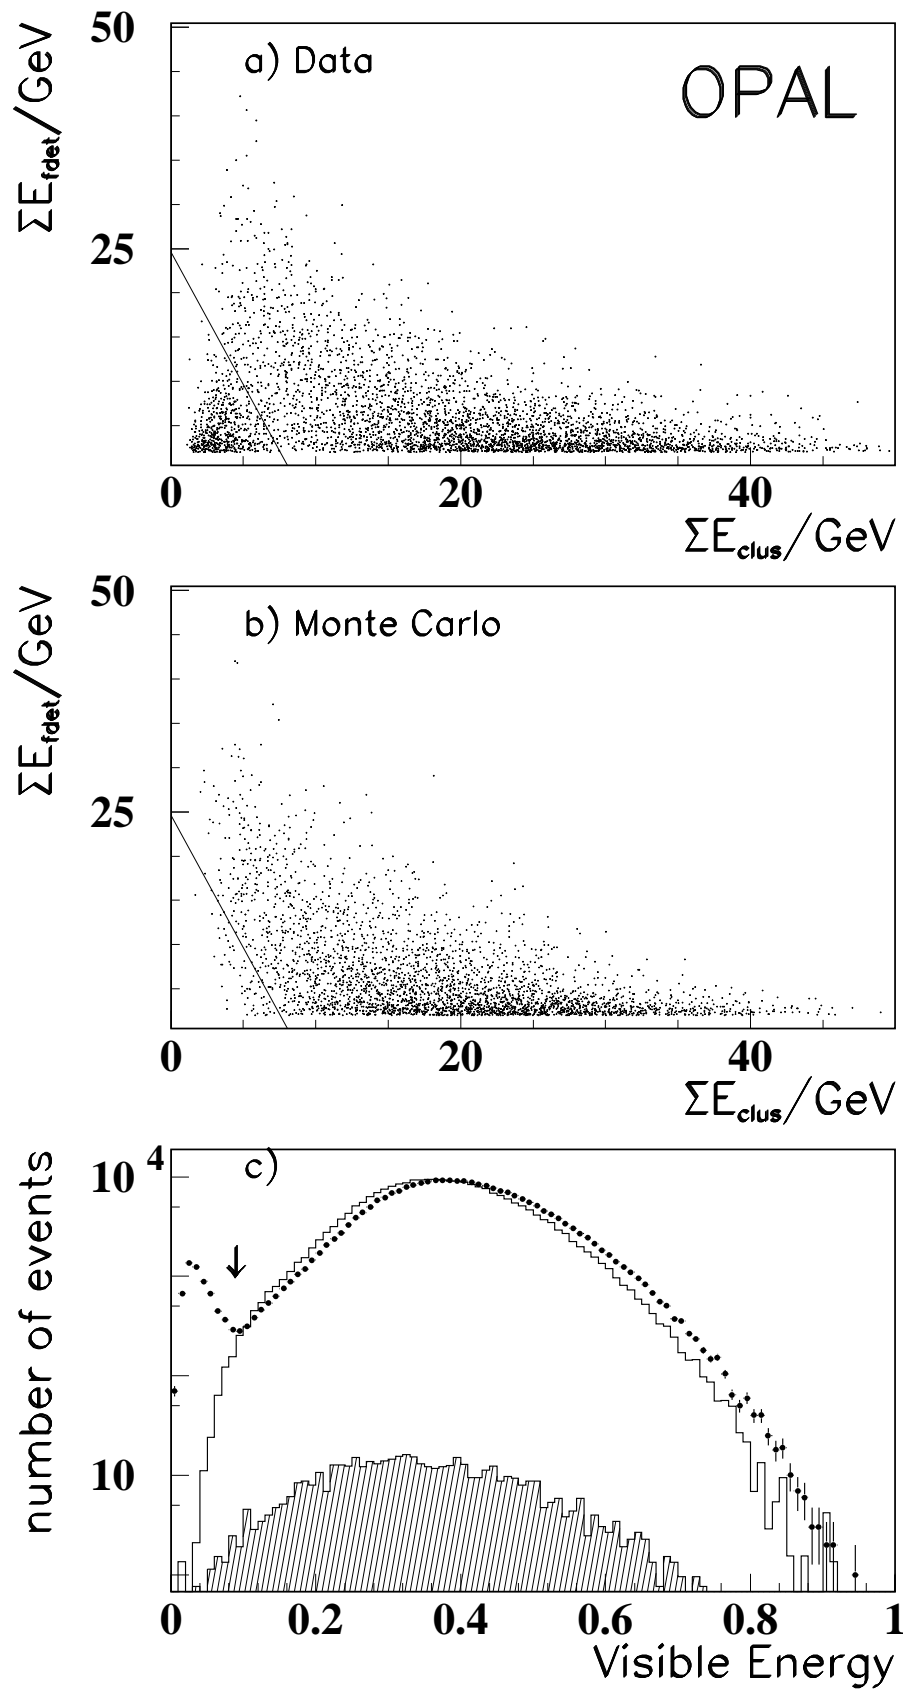 50
a) Data
OPAL
ΣE_fdet/GeV
25
0 20 40
ΣE_clus/GeV
50
b) Monte Carlo
ΣE_fdet/GeV
25
0 20 40
ΣE_clus/GeV
10 4
c)
number of events
10
0 0.2 0.4 0.6 0.8 1
Visible Energy